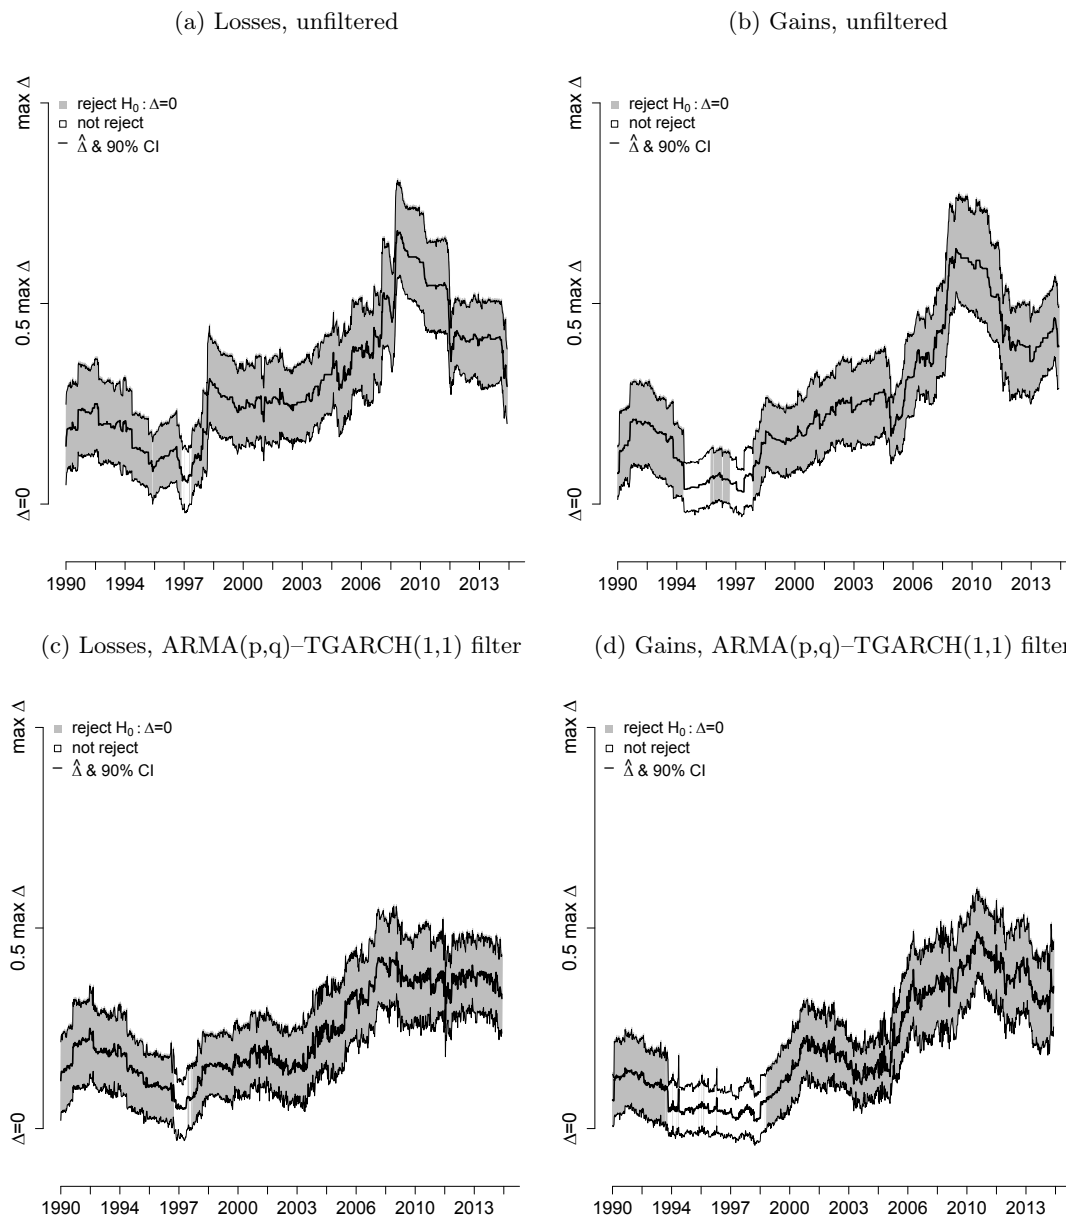 (a) Losses, unfiltered
max Δ
0.5 max Δ
Δ=0
reject H₀ : Δ=0
not reject
Δ̂ & 90% CI
1990 1994 1997 2000 2003 2006 2010 2013
(b) Gains, unfiltered
max Δ
0.5 max Δ
Δ=0
reject H₀ : Δ=0
not reject
Δ̂ & 90% CI
1990 1994 1997 2000 2003 2006 2010 2013
(c) Losses, ARMA(p,q)–TGARCH(1,1) filter
max Δ
0.5 max Δ
Δ=0
reject H₀ : Δ=0
not reject
Δ̂ & 90% CI
1990 1994 1997 2000 2003 2006 2010 2013
(d) Gains, ARMA(p,q)–TGARCH(1,1) filter
max Δ
0.5 max Δ
Δ=0
reject H₀ : Δ=0
not reject
Δ̂ & 90% CI
1990 1994 1997 2000 2003 2006 2010 2013